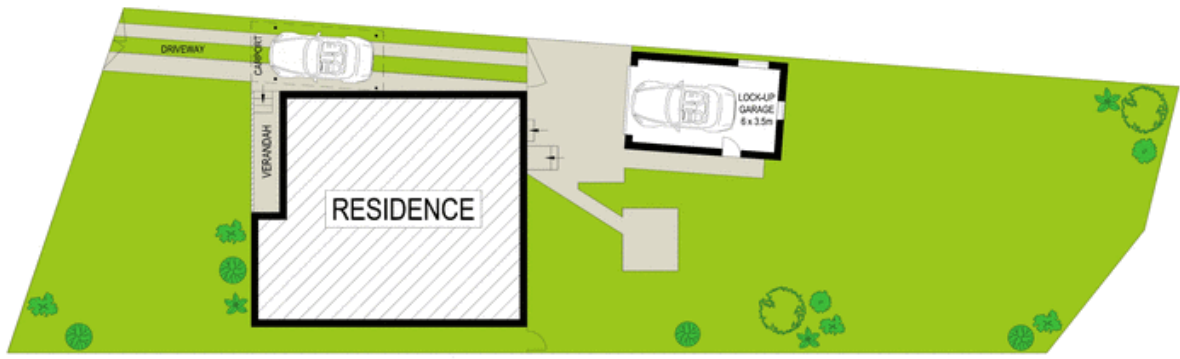 DRIVEWAY
CARPORT
VERANDAH
RESIDENCE
LOCK-UP
GARAGE
6 x 3.5m